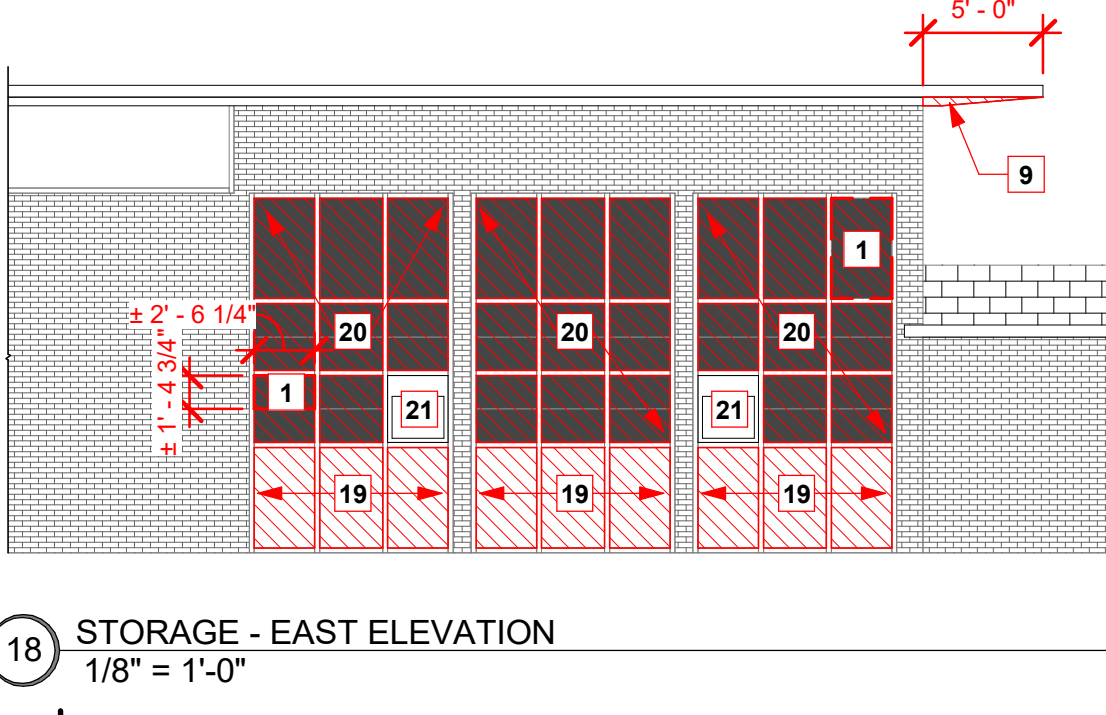 5' - 0"
9
1
± 2' - 6 1/4"
20
20
20
± 1' - 4 3/4"
1
21
21
19
19
19
18
STORAGE - EAST ELEVATION
1/8" = 1'-0"